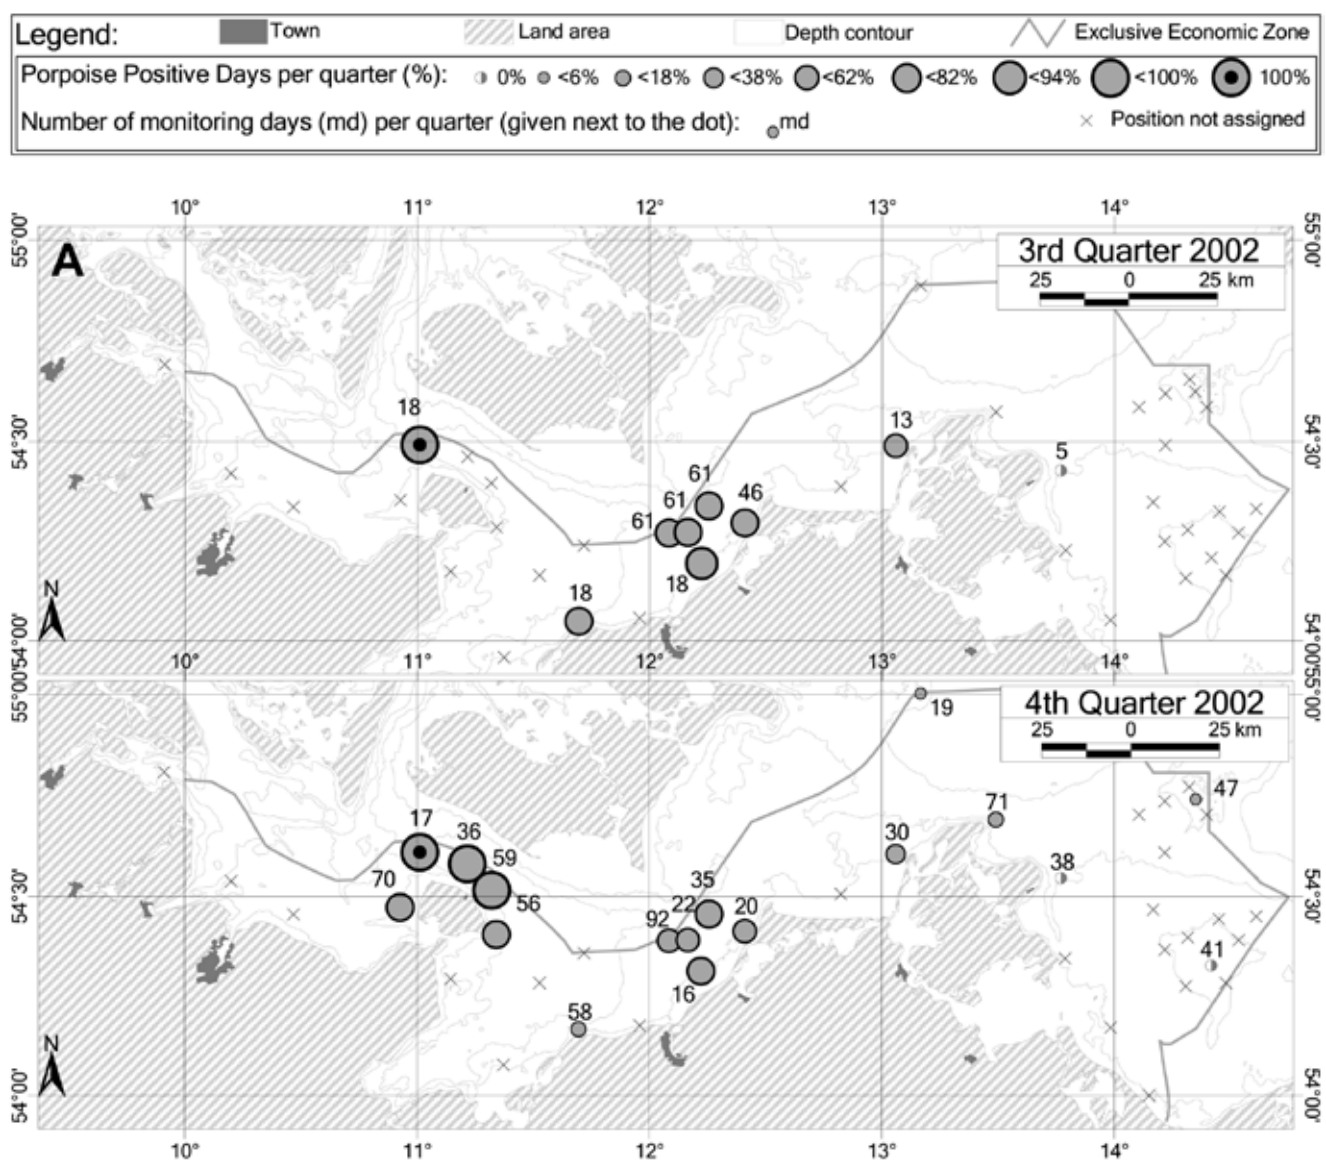 Legend: Town Land area Depth contour Exclusive Economic Zone
Porpoise Positive Days per quarter (%): 0% <6% <18% <38% <62% <82% <94% <100% 100%
Number of monitoring days (md) per quarter (given next to the dot): md Position not assigned
10° 11° 12° 13° 14°
55°00' 55°00'
A
3rd Quarter 2002
25 0 25 km
18
13
54°30' 54°30'
5
61
61 46
61
18
18
N
54°00' 54°00'
10° 11° 12° 13° 14°
55°00' 55°00'
4th Quarter 2002
19
25 0 25 km
47
71
17 36 30
59 38
70 35
54°30' 54°30'
56 22 20
92
41
16
58
N
54°00' 54°00'
10° 11° 12° 13° 14°